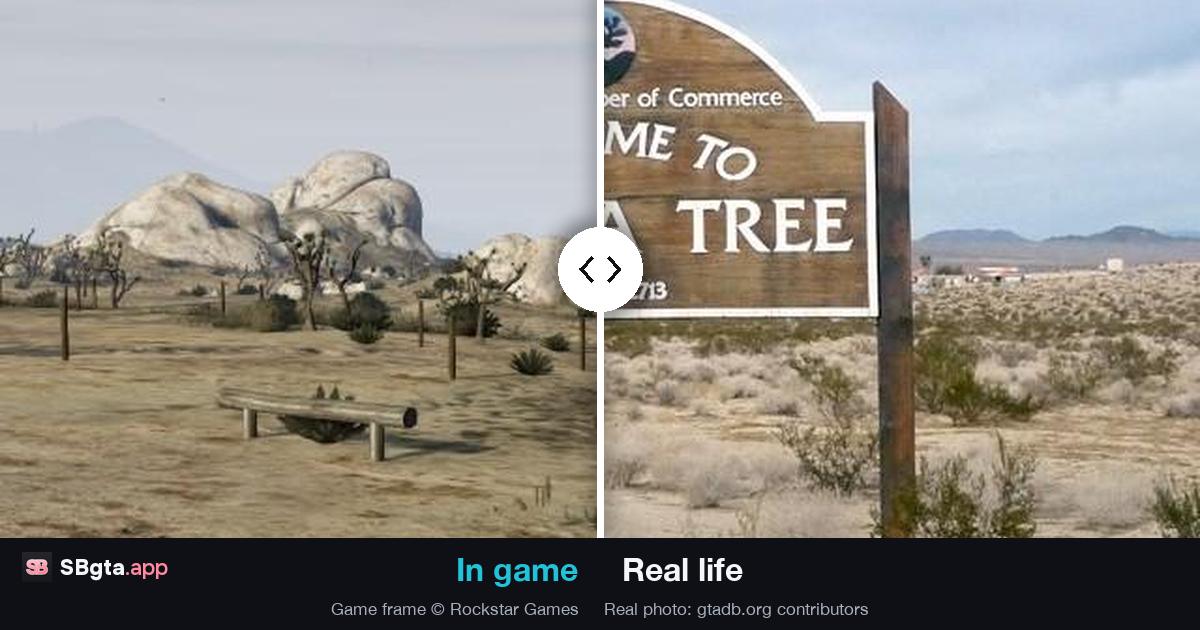 ber of Commerce
ME TO
A TREE
713
SBgta.app
In game
Real life
Game frame © Rockstar Games
Real photo: gtadb.org contributors